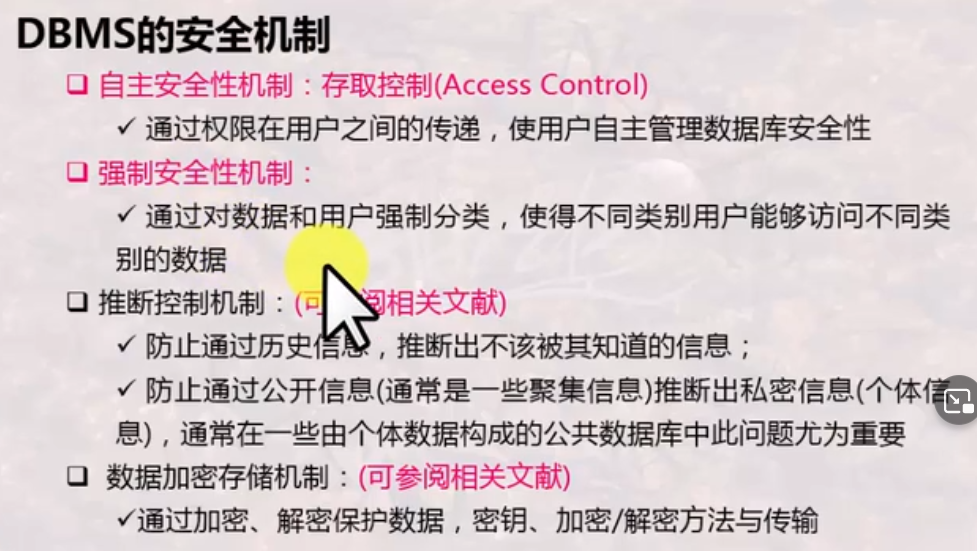 DBMS的安全机制
❑ 自主安全性机制：存取控制(Access Control)
✓ 通过权限在用户之间的传递，使用户自主管理数据库安全性
❑ 强制安全性机制：
✓ 通过对数据和用户强制分类，使得不同类别用户能够访问不同类
别的数据
❑ 推断控制机制：(可阅相关文献)
✓ 防止通过历史信息，推断出不该被其知道的信息；
✓ 防止通过公开信息(通常是一些聚集信息)推断出私密信息(个体信
息)，通常在一些由个体数据构成的公共数据库中此问题尤为重要
❑ 数据加密存储机制：(可参阅相关文献)
✓通过加密、解密保护数据，密钥、加密/解密方法与传输